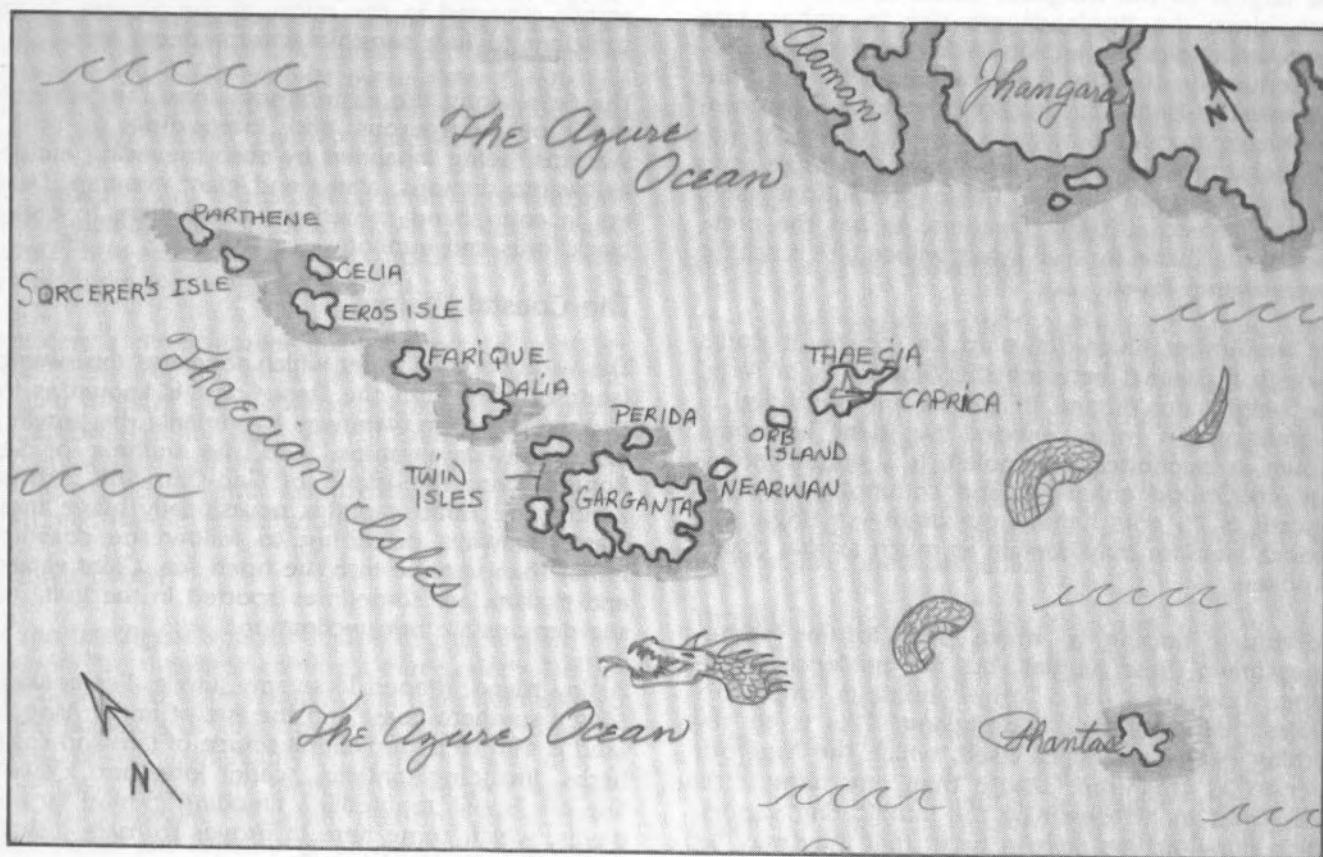 Aaman
Jhangara
N
The Azure
Ocean
PARTHENE
SORCERER'S ISLE
CELIA
EROS ISLE
FARIQUE
DALIA
THAECIA
CAPRICA
PERIDA
ORB
ISLAND
NEARWAN
TWIN
ISLES
GARGANTA
Thaecian Isles
The Azure Ocean
Phantas
N